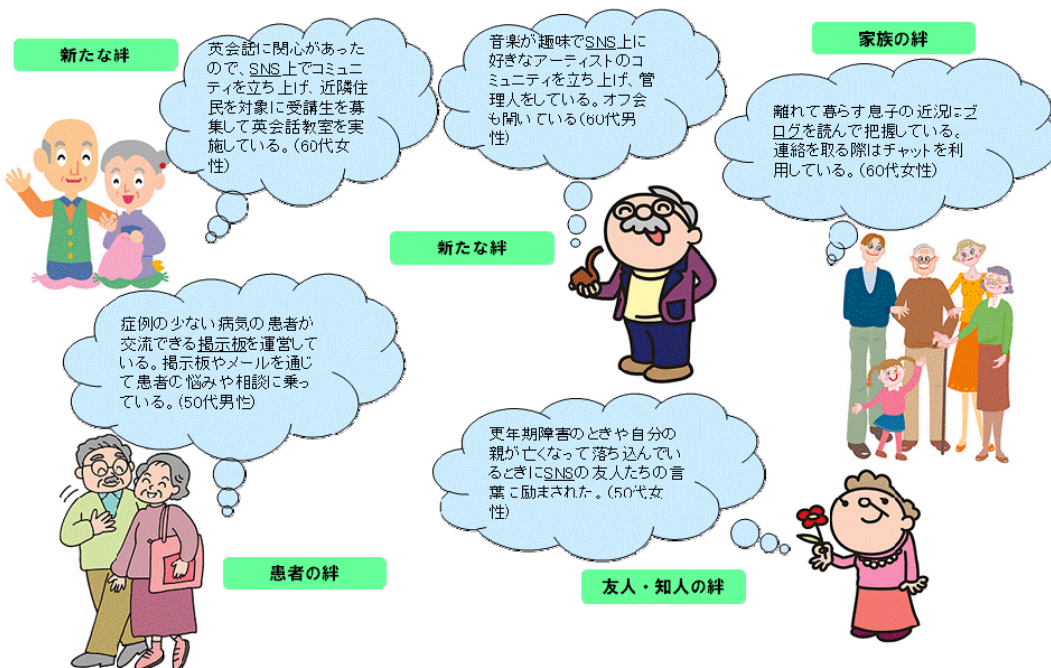 新たな絆
英会話に関心があった
ので、SNS上でコミュニ
ティを立ち上げ、近隣住
民を対象に受講生を募
集して英会話教室を実
施している。(60代女
性)
音楽が趣味でSNS上に
好きなアーティストのコ
ミュニティを立ち上げ、管
理人をしている。オフ会
も開いている(60代男
性)
新たな絆
家族の絆
離れて暮らす息子の近況はブ
ログを読んで把握している。
連絡を取る際はチャットを利
用している。(60代女性)
症例の少ない病気の患者が
交流できる掲示板を運営して
いる。掲示板やメールを通じ
て患者の悩みや相談に乗っ
ている。(50代男性)
患者の絆
更年期障害のときや自分の
親が亡くなって落ち込んでい
るときにSNSの友人たちの言
葉に励まされた。(50代女
性)
友人・知人の絆